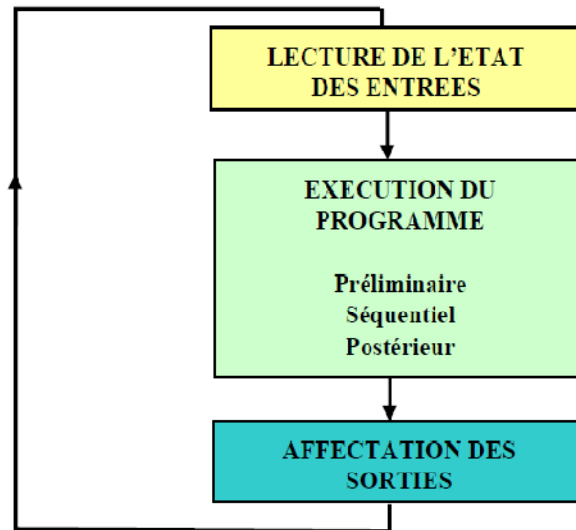 LECTURE DE L'ETAT
DES ENTREES
EXECUTION DU
PROGRAMME
Préliminaire
Séquentiel
Postérieur
AFFECTATION DES
SORTIES